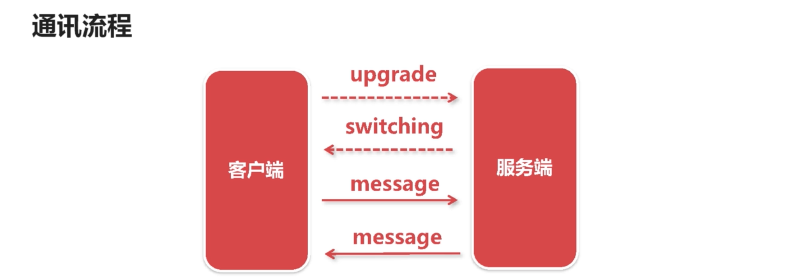 通讯流程
upgrade
switching
客户端
服务端
message
message